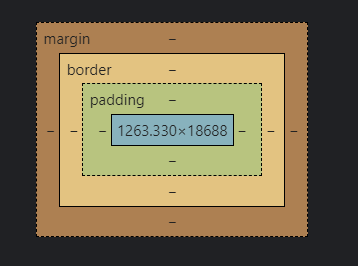 margin –
border –
padding –
– – – 1263.330×18688 – – –
–
–
–